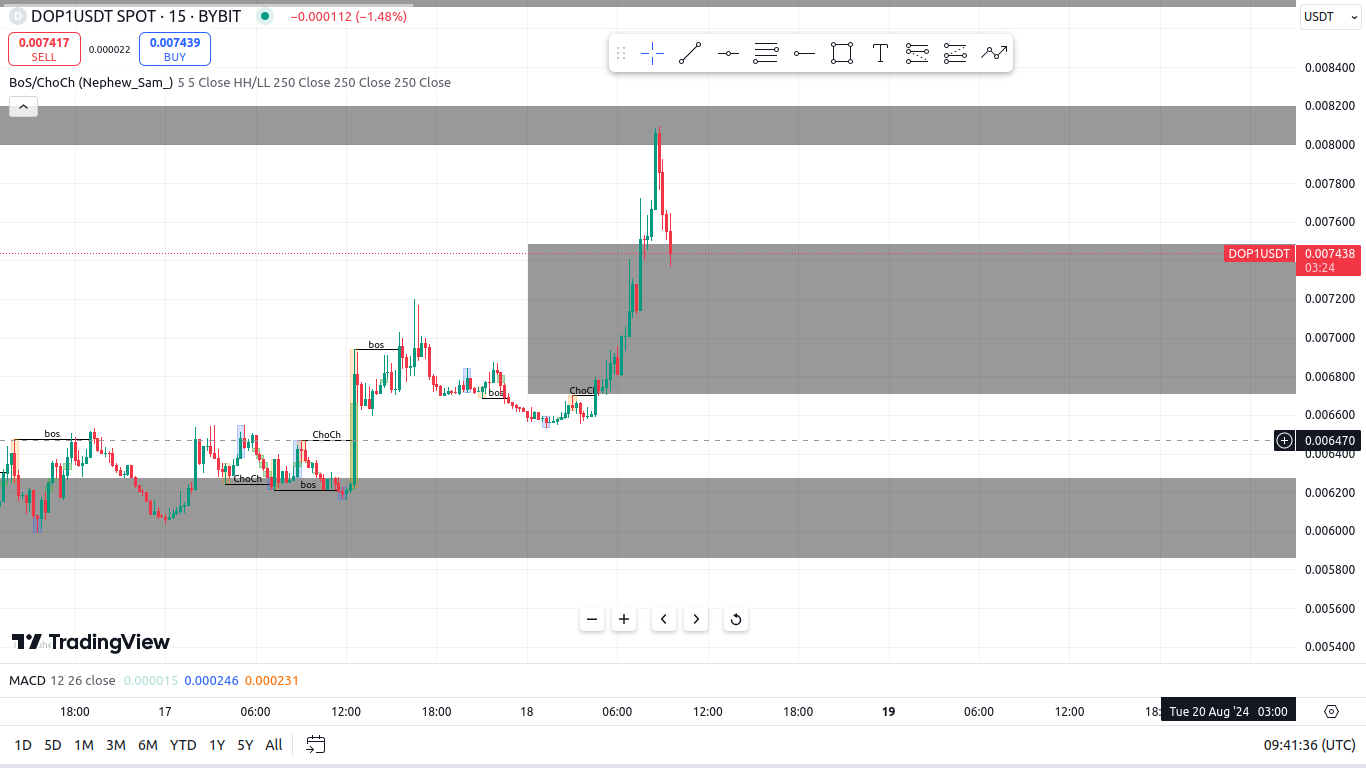 D DOP1USDT SPOT · 15 · BYBIT −0.000112 (−1.48%)
USDT
0.007417
SELL
0.000022
0.007439
BUY
BoS/ChoCh (Nephew_Sam_) 5 5 Close HH/LL 250 Close 250 Close 250 Close
0.08400
0.008200
0.008000
0.007800
0.007600
DOP1USDT 0.007438
03:24
0.007200
0.007000
0.006800
0.006600
0.006470
0.006400
0.006200
0.006000
0.005800
0.005600
0.005400
bos
bos
ChoCh
bos
ChoCh
ChoCh
bos
TradingView
MACD 12 26 close 0.000015 0.000246 0.000231
18:00 17 06:00 12:00 18:00 18 06:00 12:00 18:00 19 06:00 12:00 Tue 20 Aug '24 03:00
1D 5D 1M 3M 6M YTD 1Y 5Y All
09:41:36 (UTC)